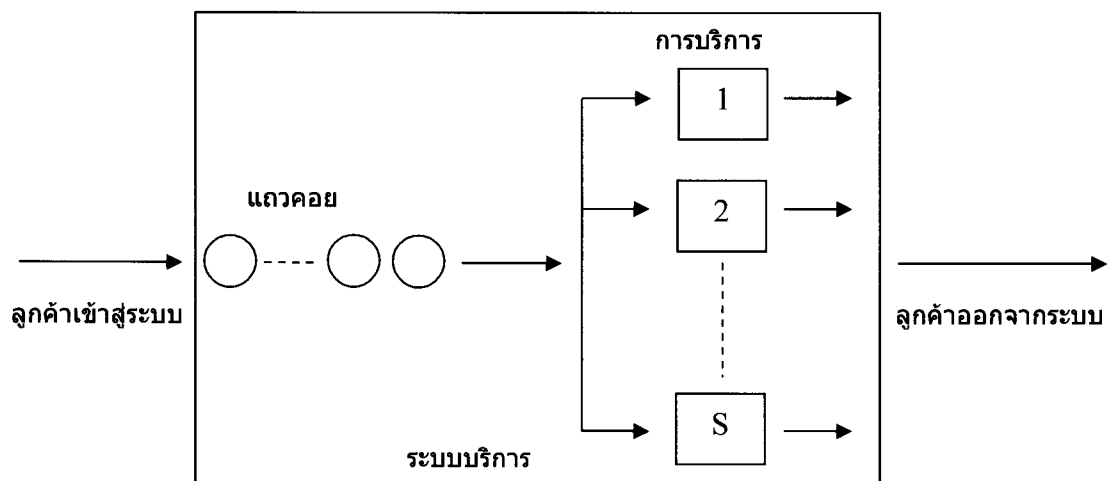 การบริการ
1
แถวคอย
2
ลูกค้าเข้าสู่ระบบ
ลูกค้าออกจากระบบ
S
ระบบบริการ